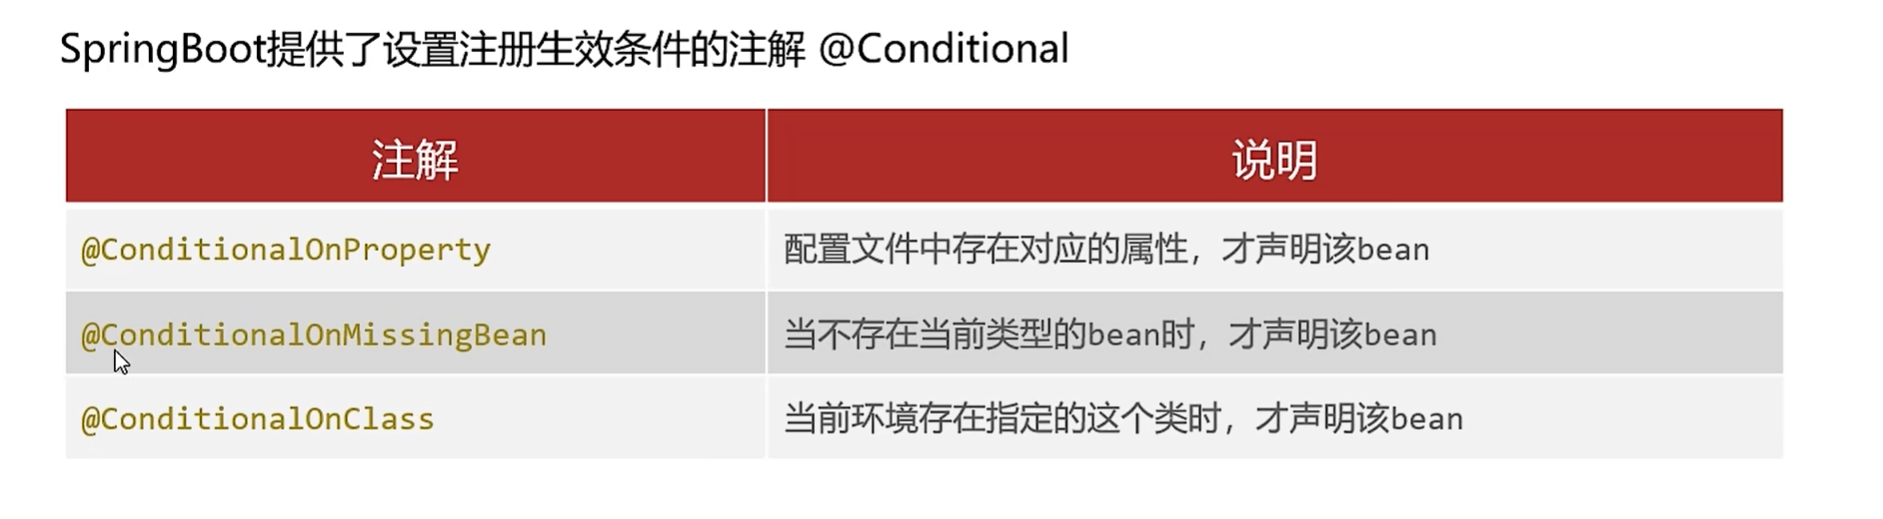 SpringBoot提供了设置注册生效条件的注解 @Conditional
注解 说明
@ConditionalOnProperty 配置文件中存在对应的属性，才声明该bean
@ConditionalOnMissingBean 当不存在当前类型的bean时，才声明该bean
@ConditionalOnClass 当前环境存在指定的这个类时，才声明该bean